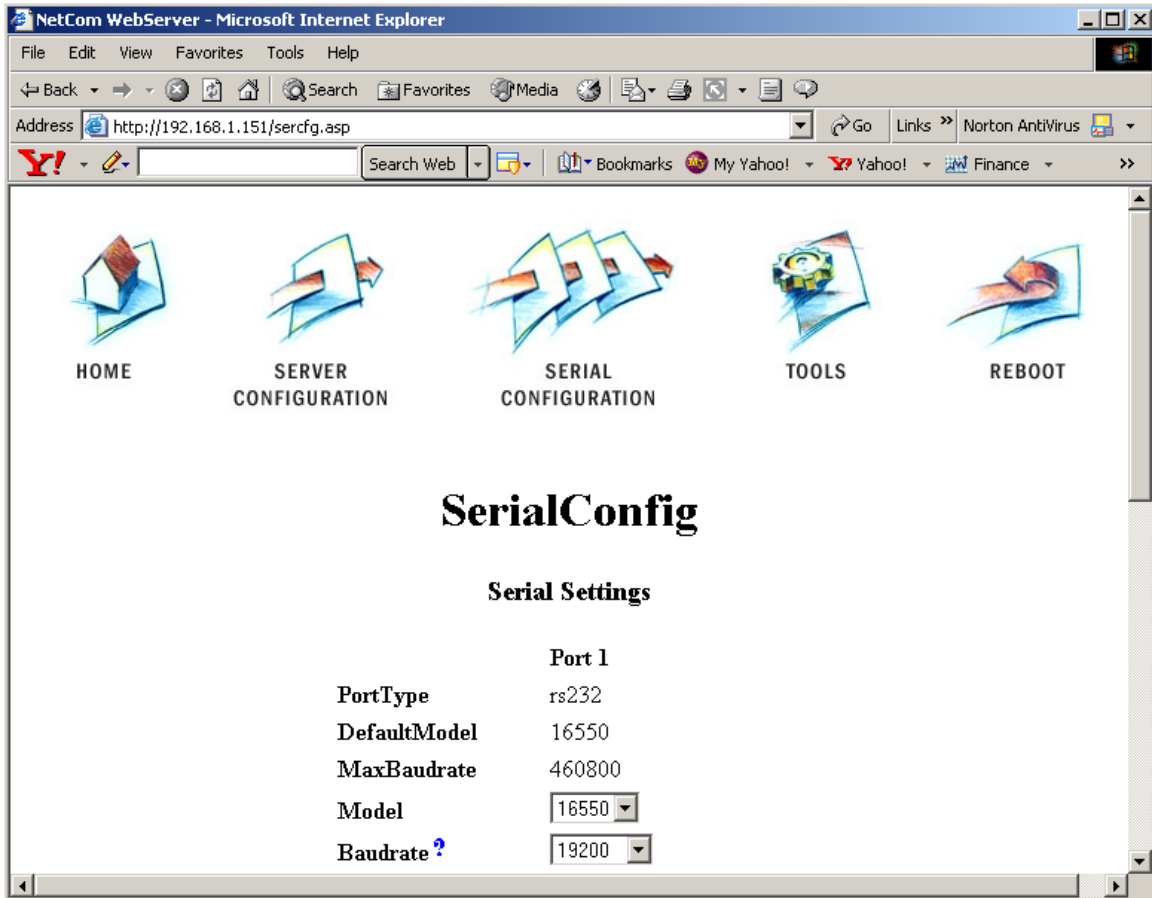 NetCom WebServer - Microsoft Internet Explorer
File Edit View Favorites Tools Help
Back Search Favorites Media
Address http://192.168.1.151/sercfg.asp Go Links » Norton AntiVirus
Y! Search Web Bookmarks My Yahoo! Y! Yahoo! Finance »
HOME
SERVER CONFIGURATION
SERIAL CONFIGURATION
TOOLS
REBOOT
SerialConfig
Serial Settings
Port 1
PortType rs232
DefaultModel 16550
MaxBaudrate 460800
Model 16550
Baudrate ? 19200